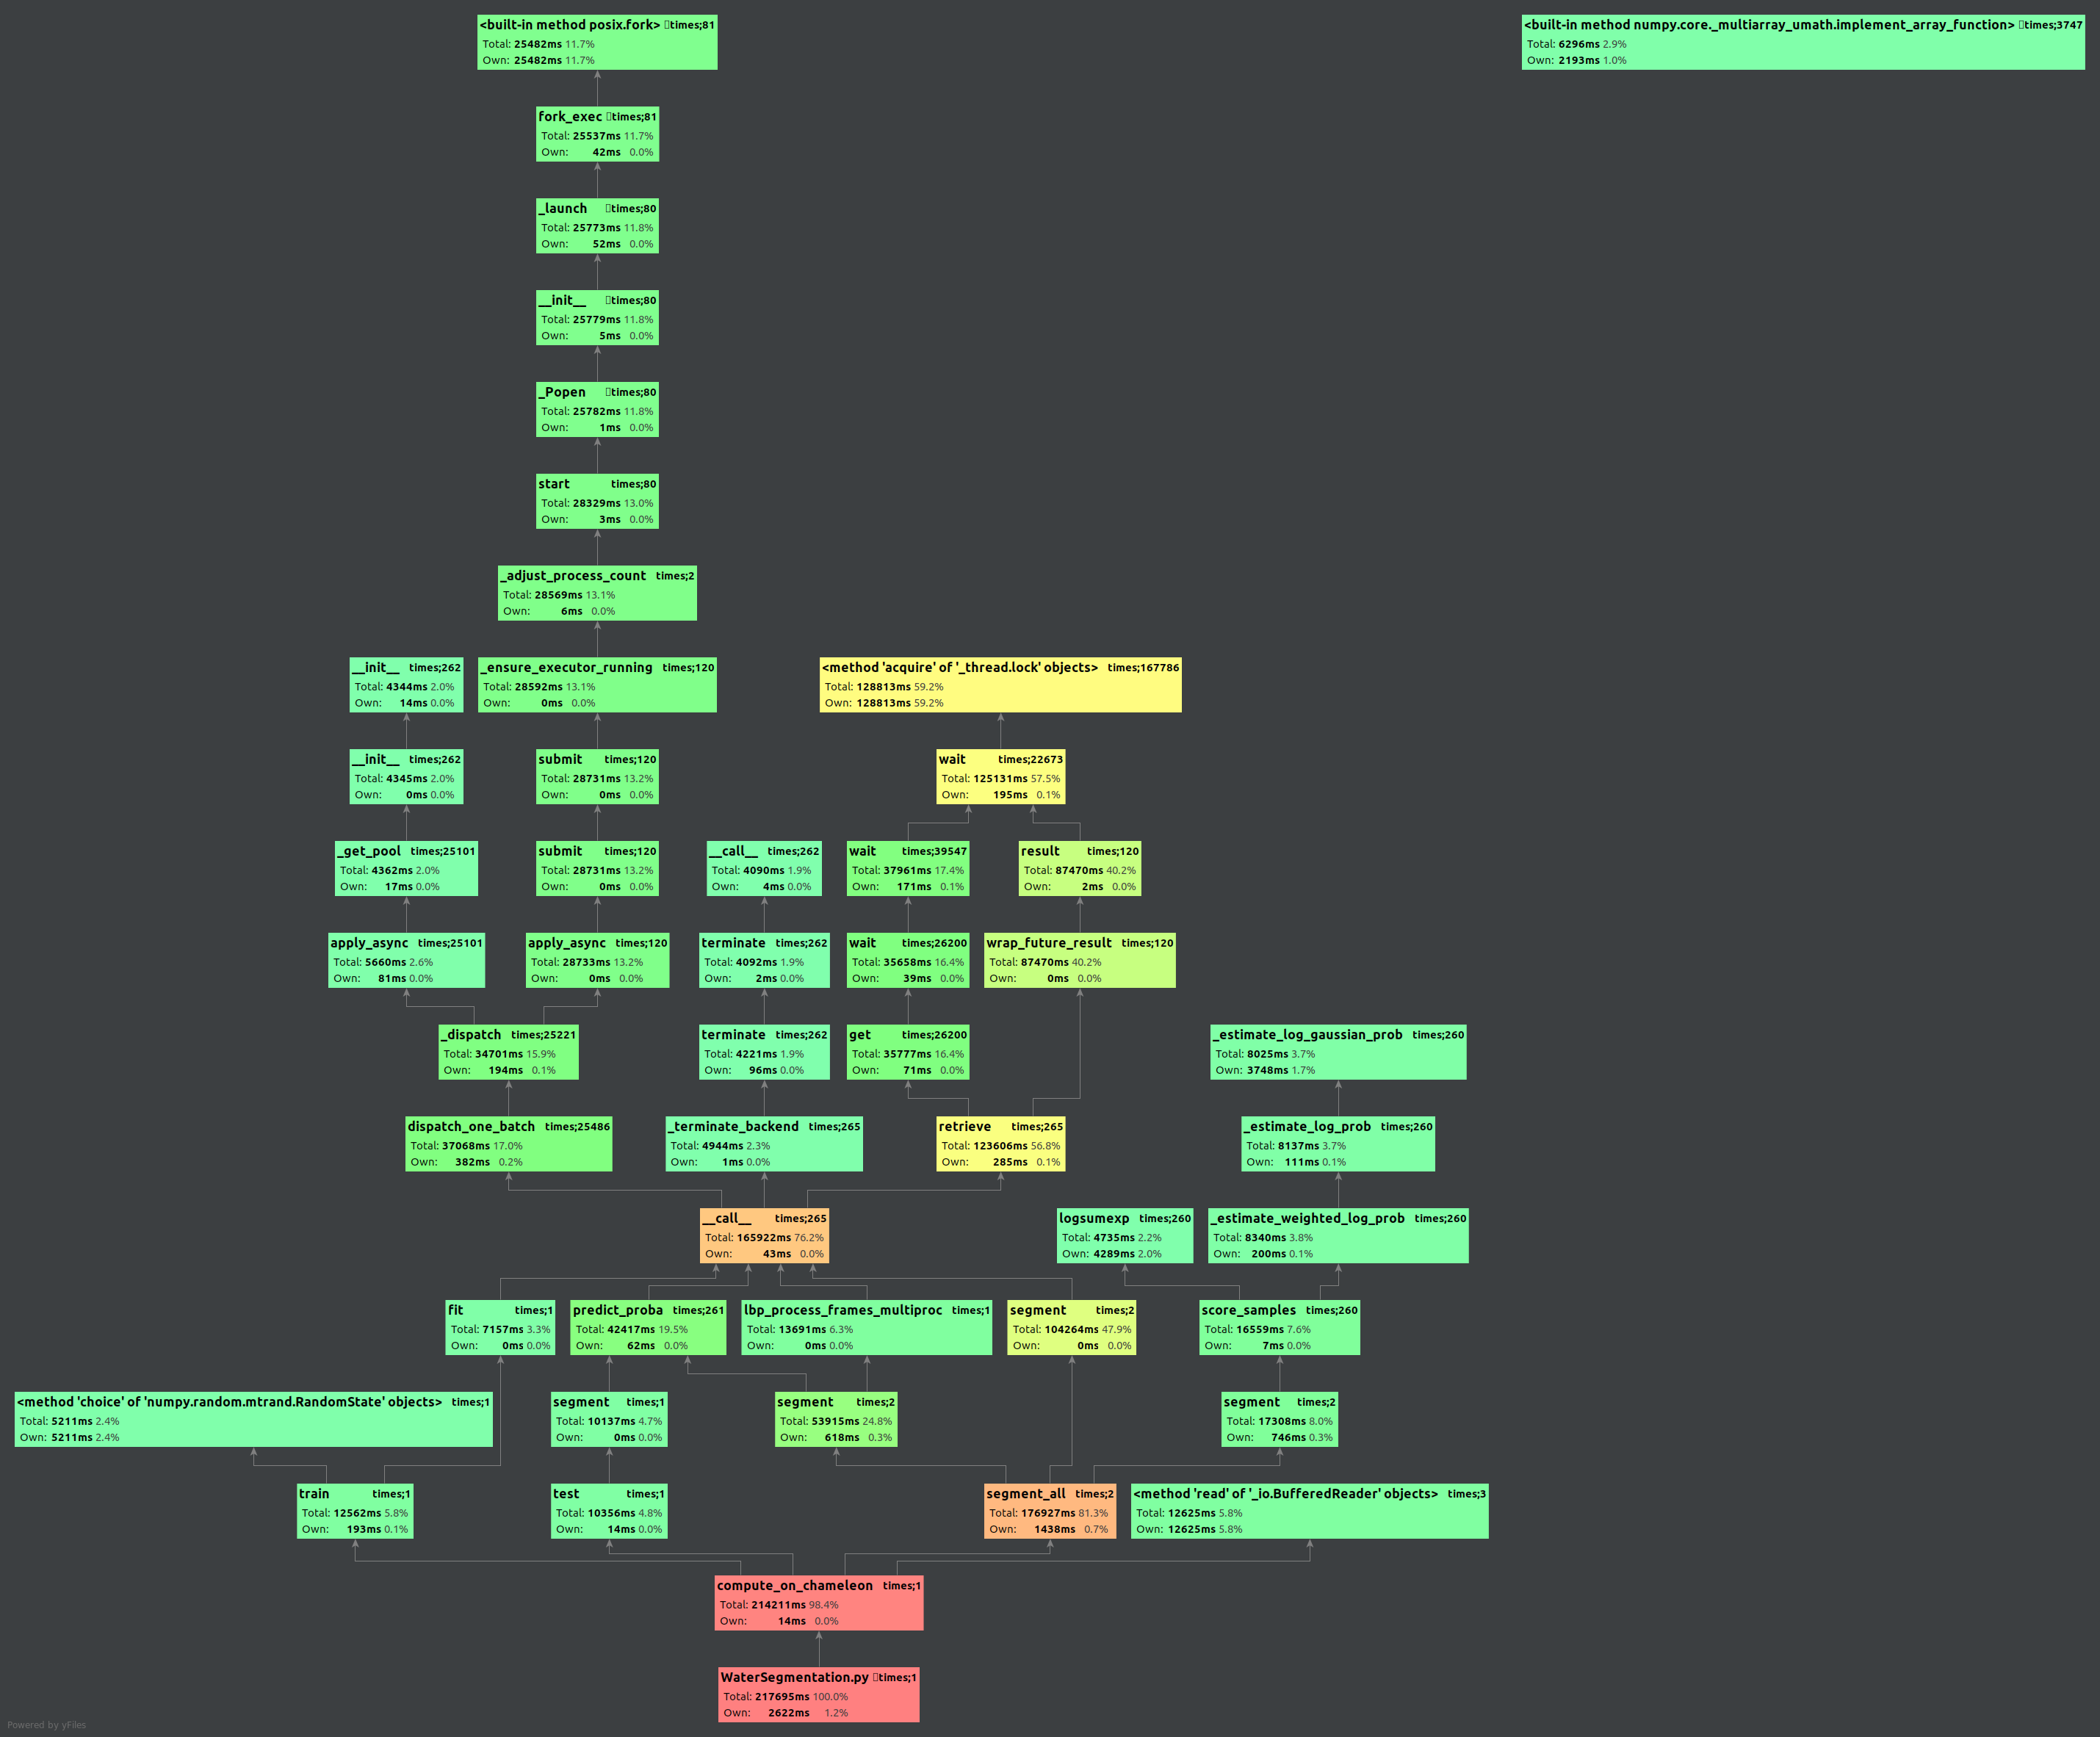 <built-in method posix.fork> times;81
Total: 25482ms 11.7%
Own: 25482ms 11.7%
<built-in method numpy.core._multiarray_umath.implement_array_function> times;3747
Total: 6296ms 2.9%
Own: 2193ms 1.0%
fork_exec times;81
Total: 25537ms 11.7%
Own: 42ms 0.0%
_launch times;80
Total: 25773ms 11.8%
Own: 52ms 0.0%
__init__ times;80
Total: 25779ms 11.8%
Own: 5ms 0.0%
_Popen times;80
Total: 25782ms 11.8%
Own: 1ms 0.0%
start times;80
Total: 28329ms 13.0%
Own: 3ms 0.0%
_adjust_process_count times;2
Total: 28569ms 13.1%
Own: 6ms 0.0%
__init__ times;262
Total: 4344ms 2.0%
Own: 14ms 0.0%
_ensure_executor_running times;120
Total: 28592ms 13.1%
Own: 0ms 0.0%
<method 'acquire' of '_thread.lock' objects> times;167786
Total: 128813ms 59.2%
Own: 128813ms 59.2%
__init__ times;262
Total: 4345ms 2.0%
Own: 0ms 0.0%
submit times;120
Total: 28731ms 13.2%
Own: 0ms 0.0%
wait times;22673
Total: 125131ms 57.5%
Own: 195ms 0.1%
_get_pool times;25101
Total: 4362ms 2.0%
Own: 17ms 0.0%
submit times;120
Total: 28731ms 13.2%
Own: 0ms 0.0%
__call__ times;262
Total: 4090ms 1.9%
Own: 4ms 0.0%
wait times;39547
Total: 37961ms 17.4%
Own: 171ms 0.1%
result times;120
Total: 87470ms 40.2%
Own: 2ms 0.0%
apply_async times;25101
Total: 5660ms 2.6%
Own: 81ms 0.0%
apply_async times;120
Total: 28733ms 13.2%
Own: 0ms 0.0%
terminate times;262
Total: 4092ms 1.9%
Own: 2ms 0.0%
wait times;26200
Total: 35658ms 16.4%
Own: 39ms 0.0%
wrap_future_result times;120
Total: 87470ms 40.2%
Own: 0ms 0.0%
_dispatch times;25221
Total: 34701ms 15.9%
Own: 194ms 0.1%
terminate times;262
Total: 4221ms 1.9%
Own: 96ms 0.0%
get times;26200
Total: 35777ms 16.4%
Own: 71ms 0.0%
_estimate_log_gaussian_prob times;260
Total: 8025ms 3.7%
Own: 3748ms 1.7%
dispatch_one_batch times;25486
Total: 37068ms 17.0%
Own: 382ms 0.2%
_terminate_backend times;265
Total: 4944ms 2.3%
Own: 1ms 0.0%
retrieve times;265
Total: 123606ms 56.8%
Own: 285ms 0.1%
_estimate_log_prob times;260
Total: 8137ms 3.7%
Own: 111ms 0.1%
__call__ times;265
Total: 165922ms 76.2%
Own: 43ms 0.0%
logsumexp times;260
Total: 4735ms 2.2%
Own: 4289ms 2.0%
_estimate_weighted_log_prob times;260
Total: 8340ms 3.8%
Own: 200ms 0.1%
fit times;1
Total: 7157ms 3.3%
Own: 0ms 0.0%
predict_proba times;261
Total: 42417ms 19.5%
Own: 62ms 0.0%
lbp_process_frames_multiproc times;1
Total: 13691ms 6.3%
Own: 0ms 0.0%
segment times;2
Total: 104264ms 47.9%
Own: 0ms 0.0%
score_samples times;260
Total: 16559ms 7.6%
Own: 7ms 0.0%
<method 'choice' of 'numpy.random.mtrand.RandomState' objects> times;1
Total: 5211ms 2.4%
Own: 5211ms 2.4%
segment times;1
Total: 10137ms 4.7%
Own: 0ms 0.0%
segment times;2
Total: 53915ms 24.8%
Own: 618ms 0.3%
segment times;2
Total: 17308ms 8.0%
Own: 746ms 0.3%
train times;1
Total: 12562ms 5.8%
Own: 193ms 0.1%
test times;1
Total: 10356ms 4.8%
Own: 14ms 0.0%
segment_all times;2
Total: 176927ms 81.3%
Own: 1438ms 0.7%
<method 'read' of '_io.BufferedReader' objects> times;3
Total: 12625ms 5.8%
Own: 12625ms 5.8%
compute_on_chameleon times;1
Total: 214211ms 98.4%
Own: 14ms 0.0%
WaterSegmentation.py times;1
Total: 217695ms 100.0%
Own: 2622ms 1.2%
Powered by yFiles